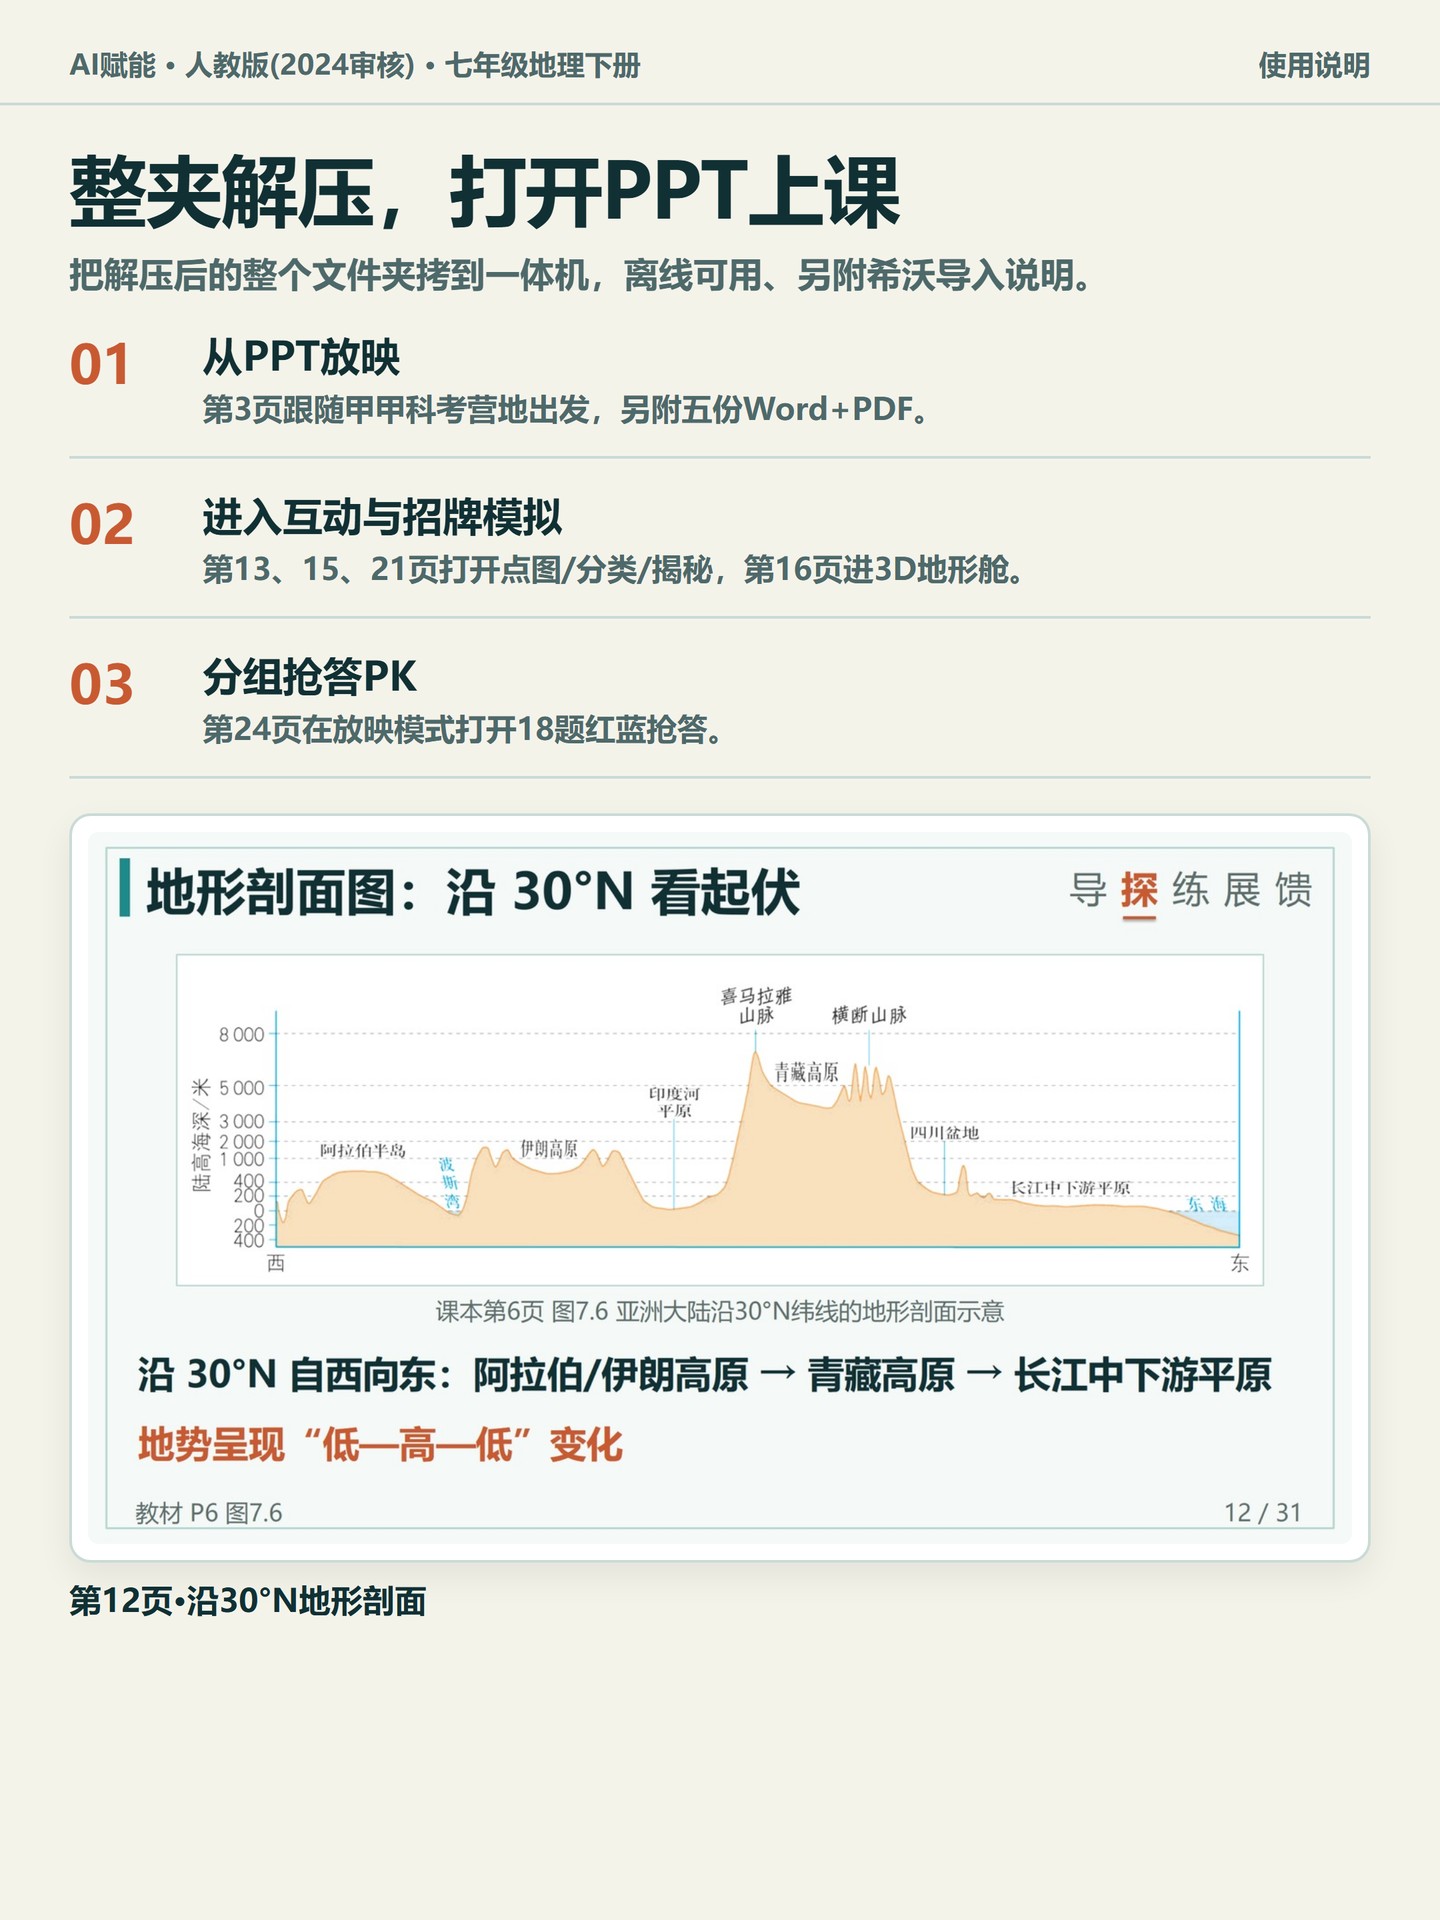 AI赋能 • 人教版(2024审核) • 七年级地理下册
使用说明
整夹解压，打开PPT上课
把解压后的整个文件夹拷到一体机，离线可用、另附希沃导入说明。
01
从PPT放映
第3页跟随甲甲科考营地出发，另附五份Word+PDF。
02
进入互动与招牌模拟
第13、15、21页打开点图/分类/揭秘，第16页进3D地形舱。
03
分组抢答PK
第24页在放映模式打开18题红蓝抢答。
地形剖面图：沿 30°N 看起伏
导 探 练 展 馈
喜马拉雅
山脉
横断山脉
8 000
青藏高原
5 000
印度河
平原
3 000
四川盆地
2 000
阿拉伯半岛
伊朗高原
1 000
波斯湾
陆高海深/米
400
长江中下游平原
200
东 海
0
200
400
西
东
课本第6页 图7.6 亚洲大陆沿30°N纬线的地形剖面示意
沿 30°N 自西向东：阿拉伯/伊朗高原 → 青藏高原 → 长江中下游平原
地势呈现“低—高—低”变化
教材 P6 图7.6
12 / 31
第12页•沿30°N地形剖面